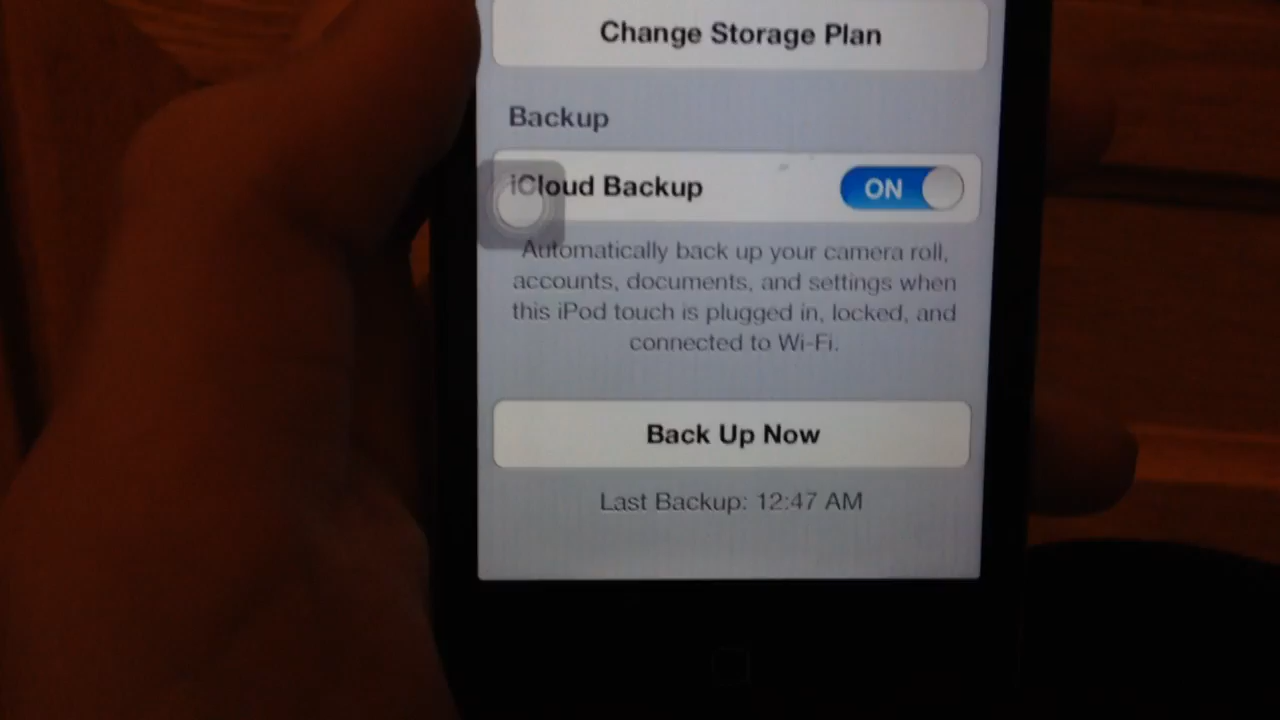 Change Storage Plan
Backup
iCloud Backup ON
Automatically back up your camera roll,
accounts, documents, and settings when
this iPod touch is plugged in, locked, and
connected to Wi-Fi.
Back Up Now
Last Backup: 12:47 AM